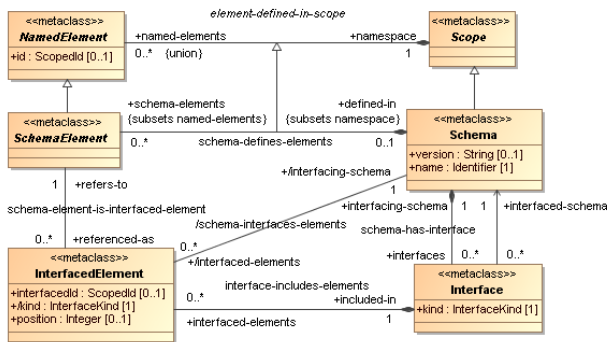 element-defined-in-scope
<<metaclass>>
NamedElement
+id : ScopedId [0..1]
+named-elements
0..*
{union}
+namespace
1
<<metaclass>>
Scope
<<metaclass>>
SchemaElement
+schema-elements
{subsets named-elements}
0..*
schema-defines-elements
+defined-in
{subsets namespace}
0..1
<<metaclass>>
Schema
+version : String [0..1]
+name : Identifier [1]
1
+refers-to
schema-element-is-interfaced-element
0..*
+referenced-as
+/interfacing-schema
1
/schema-interfaces-elements
0..*
+/interfaced-elements
+interfacing-schema
1
1
+interfaced-schema
schema-has-interface
+interfaces
0..*
0..*
<<metaclass>>
InterfacedElement
+interfacedId : ScopedId [0..1]
+/kind : InterfaceKind [1]
+position : Integer [0..1]
0..*
interface-includes-elements
+included-in
1
+interfaced-elements
<<metaclass>>
Interface
+kind : InterfaceKind [1]